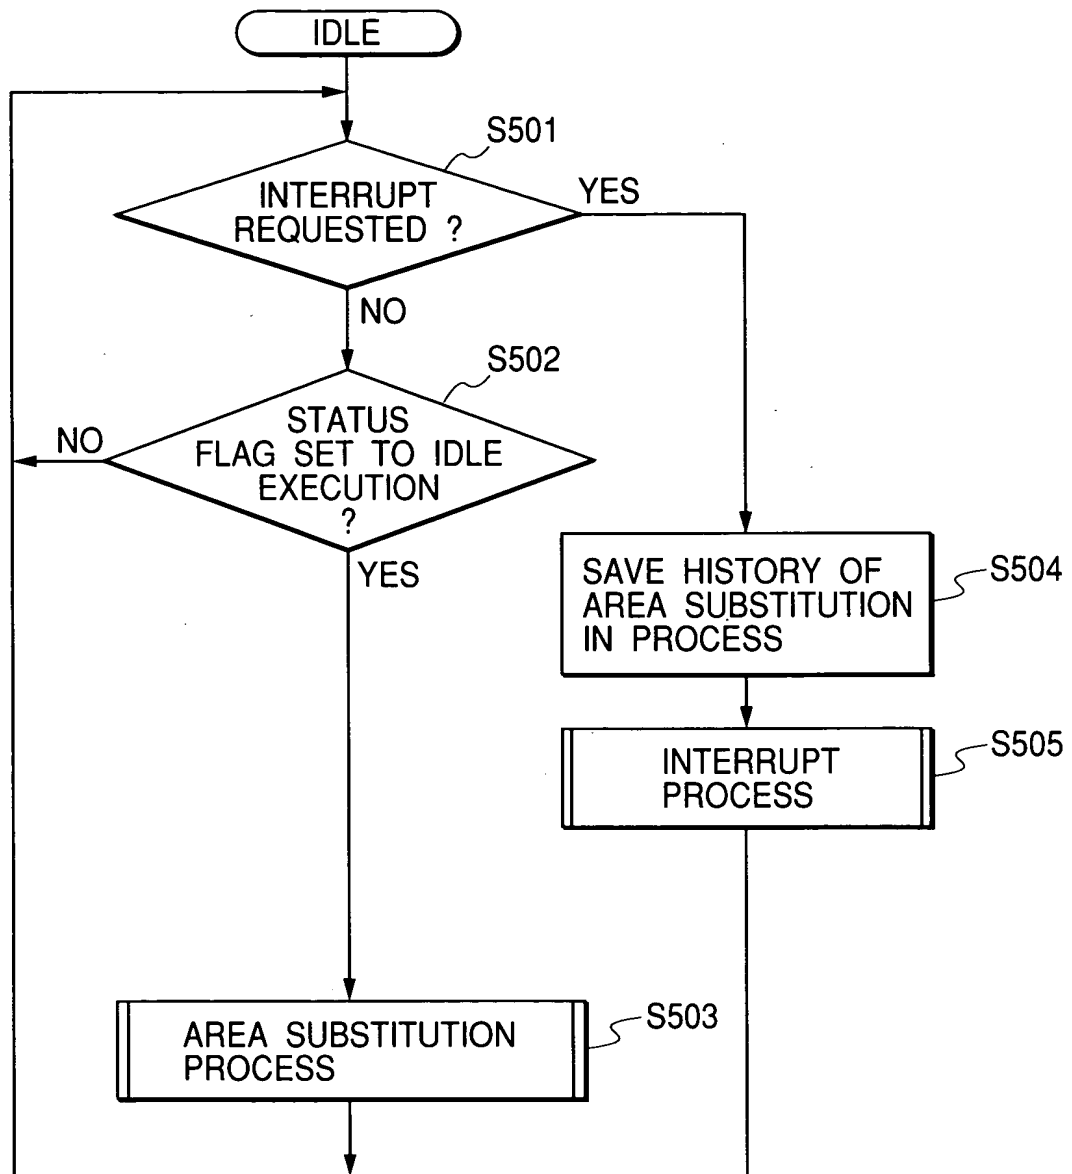 IDLE
S501
INTERRUPT
REQUESTED ?
YES
NO
S502
STATUS
FLAG SET TO IDLE
EXECUTION
?
NO
YES
SAVE HISTORY OF
AREA SUBSTITUTION
IN PROCESS
S504
INTERRUPT
PROCESS
S505
AREA SUBSTITUTION
PROCESS
S503